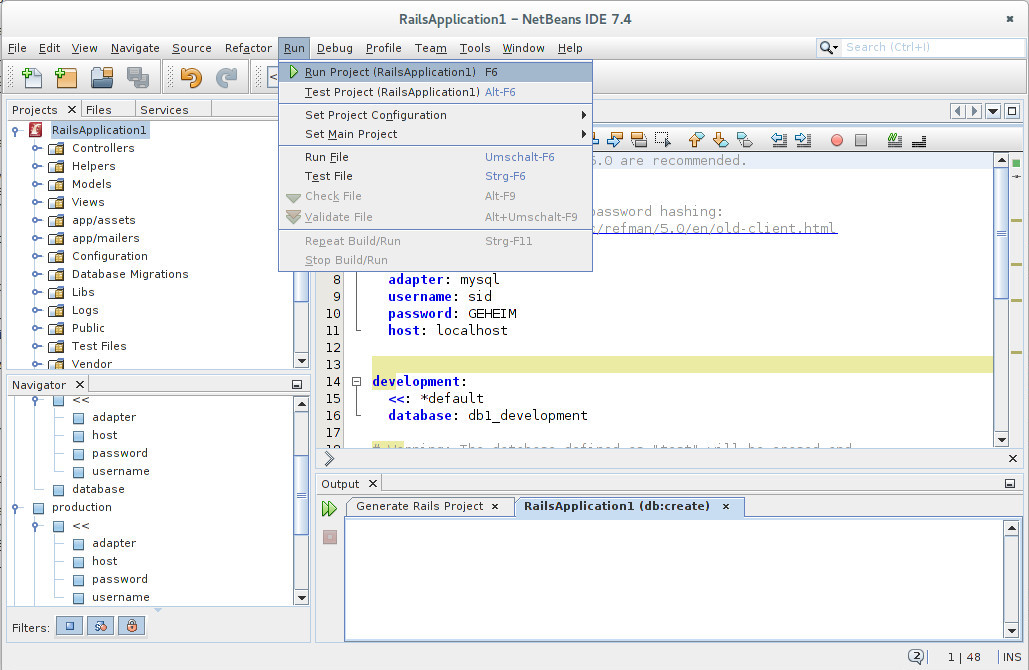 RailsApplication1 – NetBeans IDE 7.4
File Edit View Navigate Source Refactor Run Debug Profile Team Tools Window Help
Search (Ctrl+I)
Run Project (RailsApplication1) F6
Test Project (RailsApplication1) Alt-F6
Set Project Configuration
Set Main Project
Run File Umschalt-F6
Test File Strg-F6
Check File Alt-F9
Validate File Alt+Umschalt-F9
Repeat Build/Run Strg-F11
Stop Build/Run
Projects Files Services
RailsApplication1
Controllers
Helpers
Models
Views
app/assets
app/mailers
Configuration
Database Migrations
Libs
Logs
Public
Test Files
Vendor
5.0 are recommended.
password hashing:
/refman/5.0/en/old-client.html
8 adapter: mysql
9 username: sid
10 password: GEHEIM
11 host: localhost
12
13
14 development:
15 <<: *default
16 database: db1_development
17
Navigator
<<
adapter
host
password
username
database
production
<<
adapter
host
password
username
Filters:
Output
Generate Rails Project RailsApplication1 (db:create)
2 1 | 48 INS